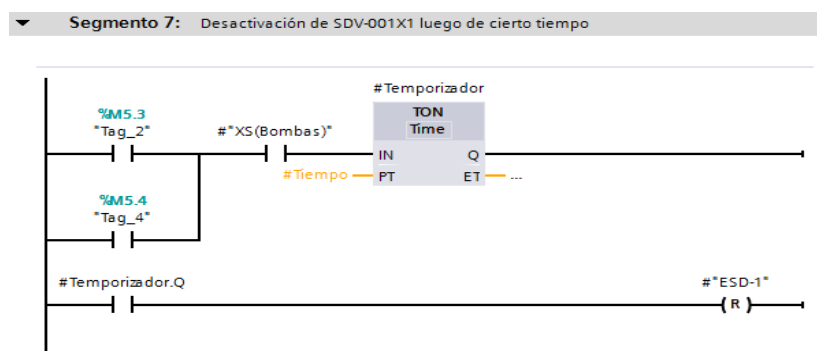 Segmento 7: Desactivación de SDV-001X1 luego de cierto tiempo
#Temporizador
%M5.3
"Tag_2"
#"XS(Bombas)"
TON
Time
IN
Q
#Tiempo
PT
ET
...
%M5.4
"Tag_4"
#Temporizador.Q
#"ESD-1"
R